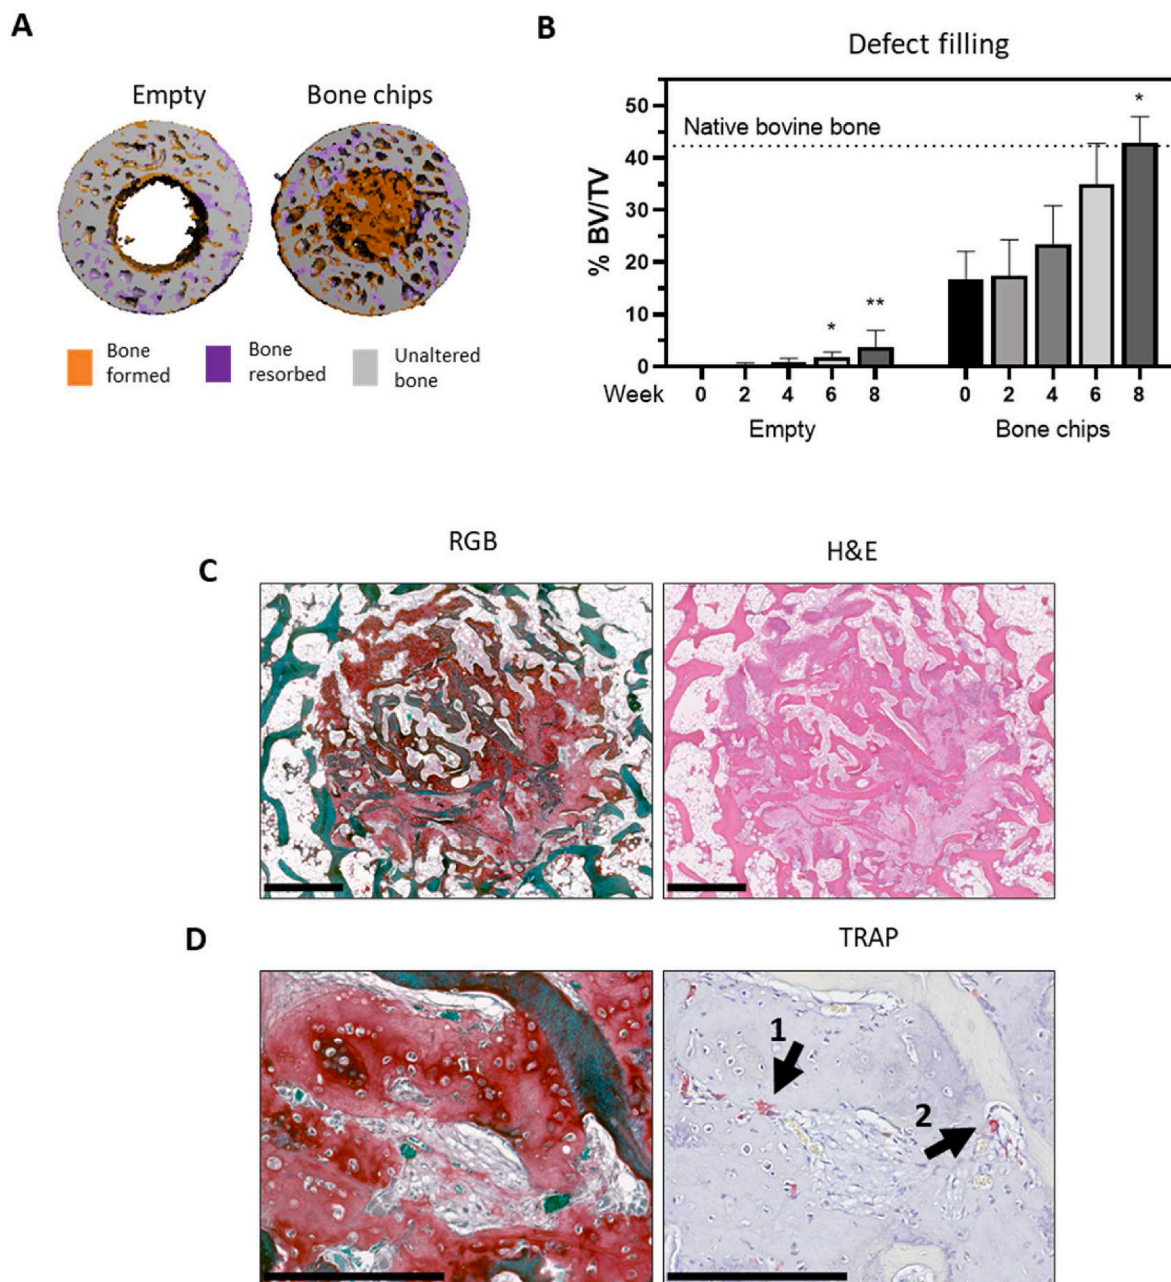 A
Empty
Bone chips
Bone
formed
Bone
resorbed
Unaltered
bone
B
Defect filling
% BV/TV
50
40
30
20
10
0
Native bovine bone
*
**
*
Week 0 2 4 6 8 0 2 4 6 8
Empty
Bone chips
C
RGB
H&E
D
TRAP
1
2